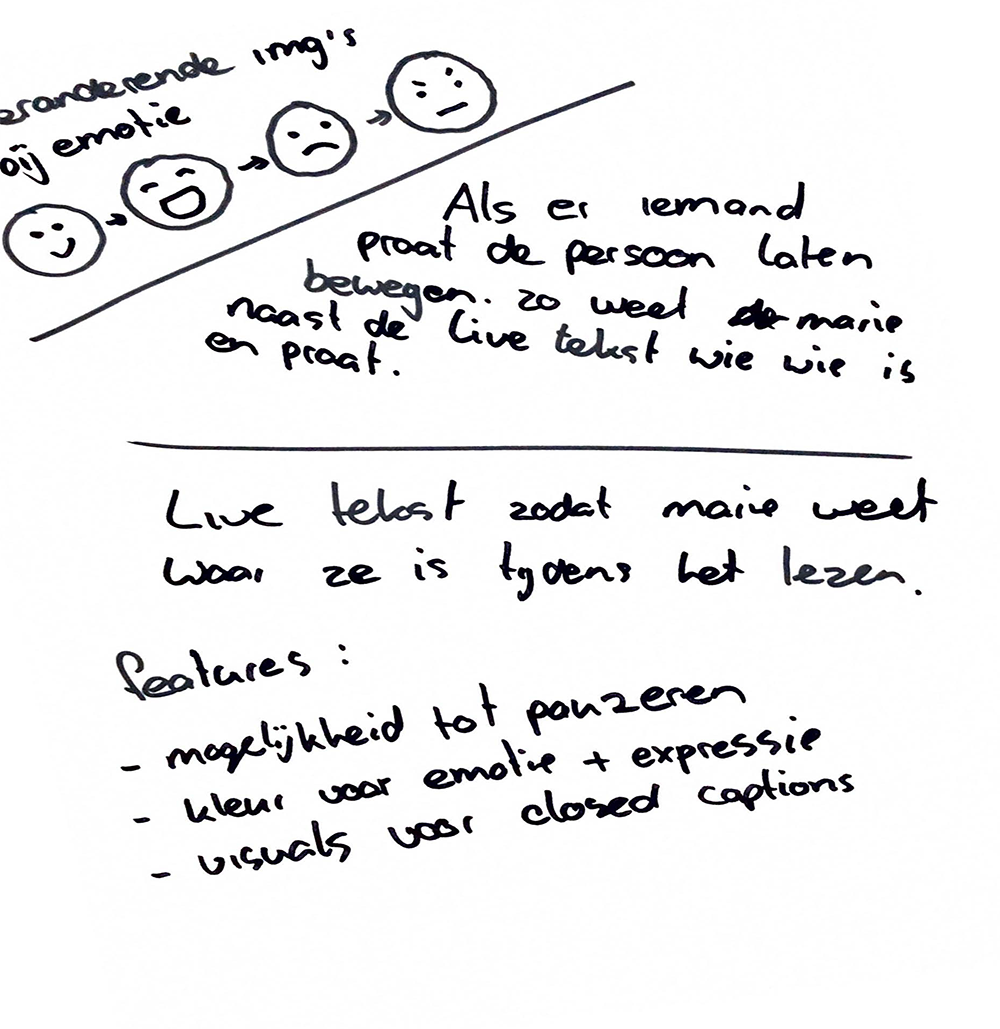 eranderende img's
bij emotie
Als er iemand
praat de persoon laten
bewegen. zo weet marie
naast de live tekst wie wie is
en praat.
Live tekst zodat marie weet
waar ze is tijdens het lezen.
features:
- mogelijkheid tot pauzeren
- kleur voor emotie + expressie
- visuals voor closed captions